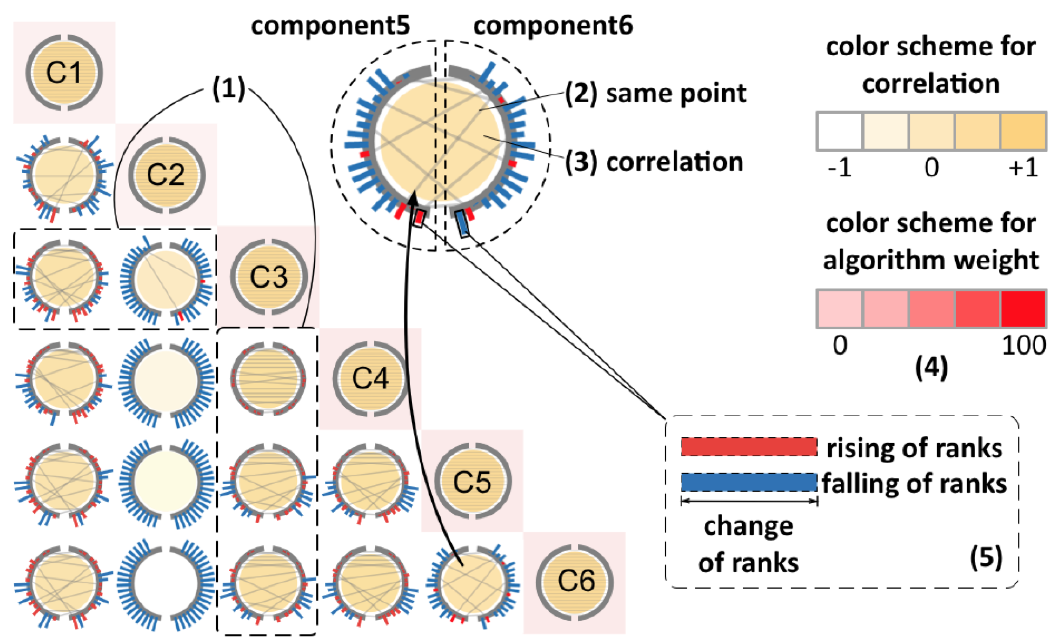 component5 component6
C1
(1)
(2) same point
(3) correlation
color scheme for
correlation
-1 0 +1
C2
color scheme for
algorithm weight
0 100
(4)
C3
C4
C5
C6
rising of ranks
falling of ranks
change
of ranks
(5)